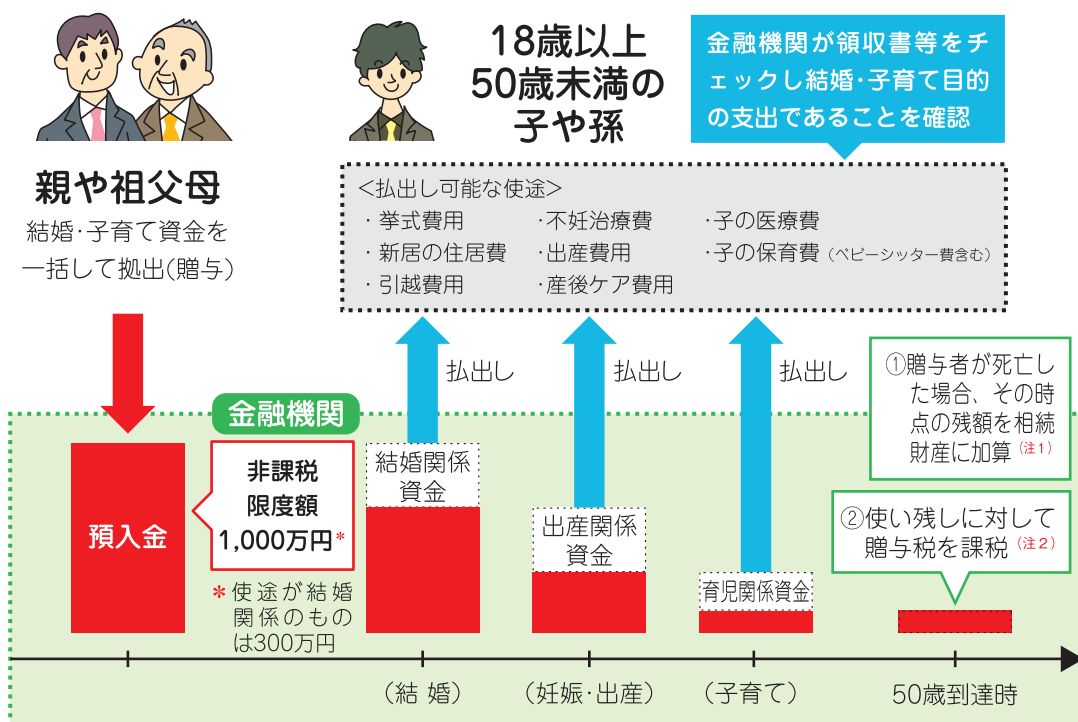 親や祖父母
結婚・子育て資金を
一括して拠出(贈与)
18歳以上
50歳未満の
子や孫
金融機関が領収書等をチ
ェックし結婚・子育て目的
の支出であることを確認
＜払出し可能な使途＞
・挙式費用
・新居の住居費
・引越費用
・不妊治療費
・出産費用
・産後ケア費用
・子の医療費
・子の保育費（ベビーシッター費含む）
払出し
払出し
払出し
金融機関
預入金
非課税
限度額
1,000万円*
*使途が結婚
関係のもの
は300万円
結婚関係
資金
出産関係
資金
育児関係資金
①贈与者が死亡し
た場合、その時
点の残額を相続
財産に加算（注1）
②使い残しに対して
贈与税を課税（注2）
（結 婚）
（妊娠・出産）
（子育て）
50歳到達時